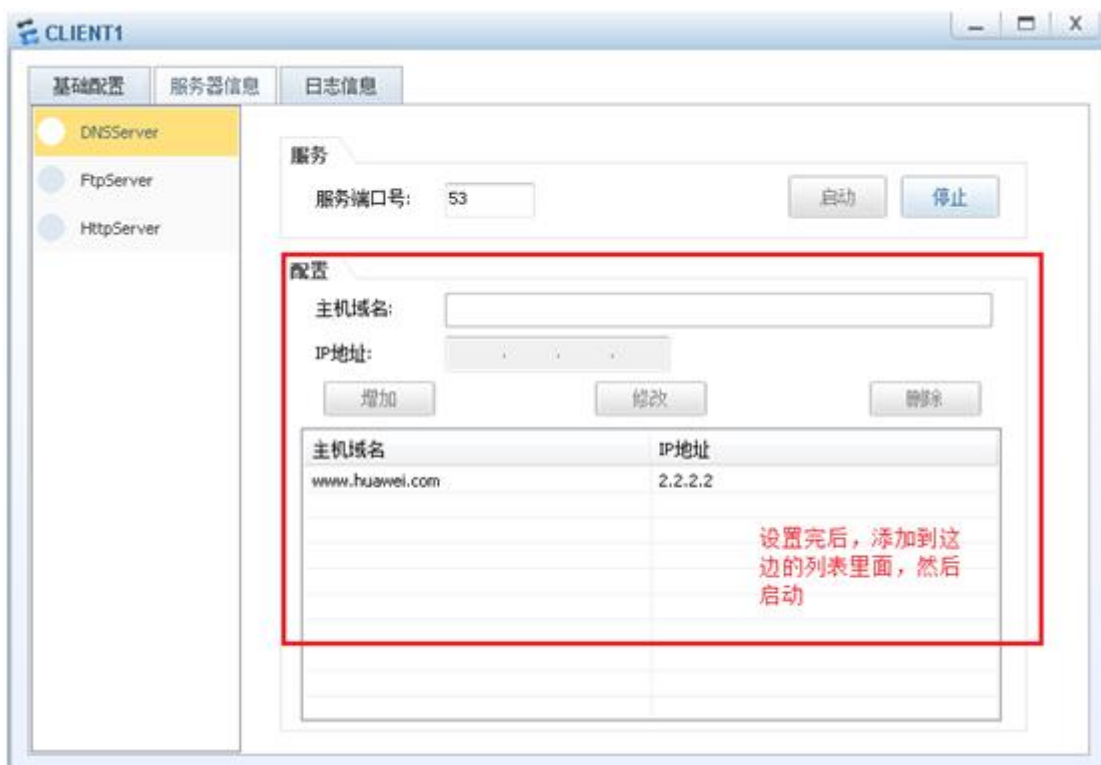 CLIENT1
基础配置 服务器信息 日志信息
DNSServer
FtpServer
HttpServer
服务
服务端口号: 53 启动 停止
配置
主机域名:
IP地址:
增加 修改 删除
主机域名 IP地址
www.huawei.com 2.2.2.2
设置完后，添加到这
边的列表里面，然后
启动